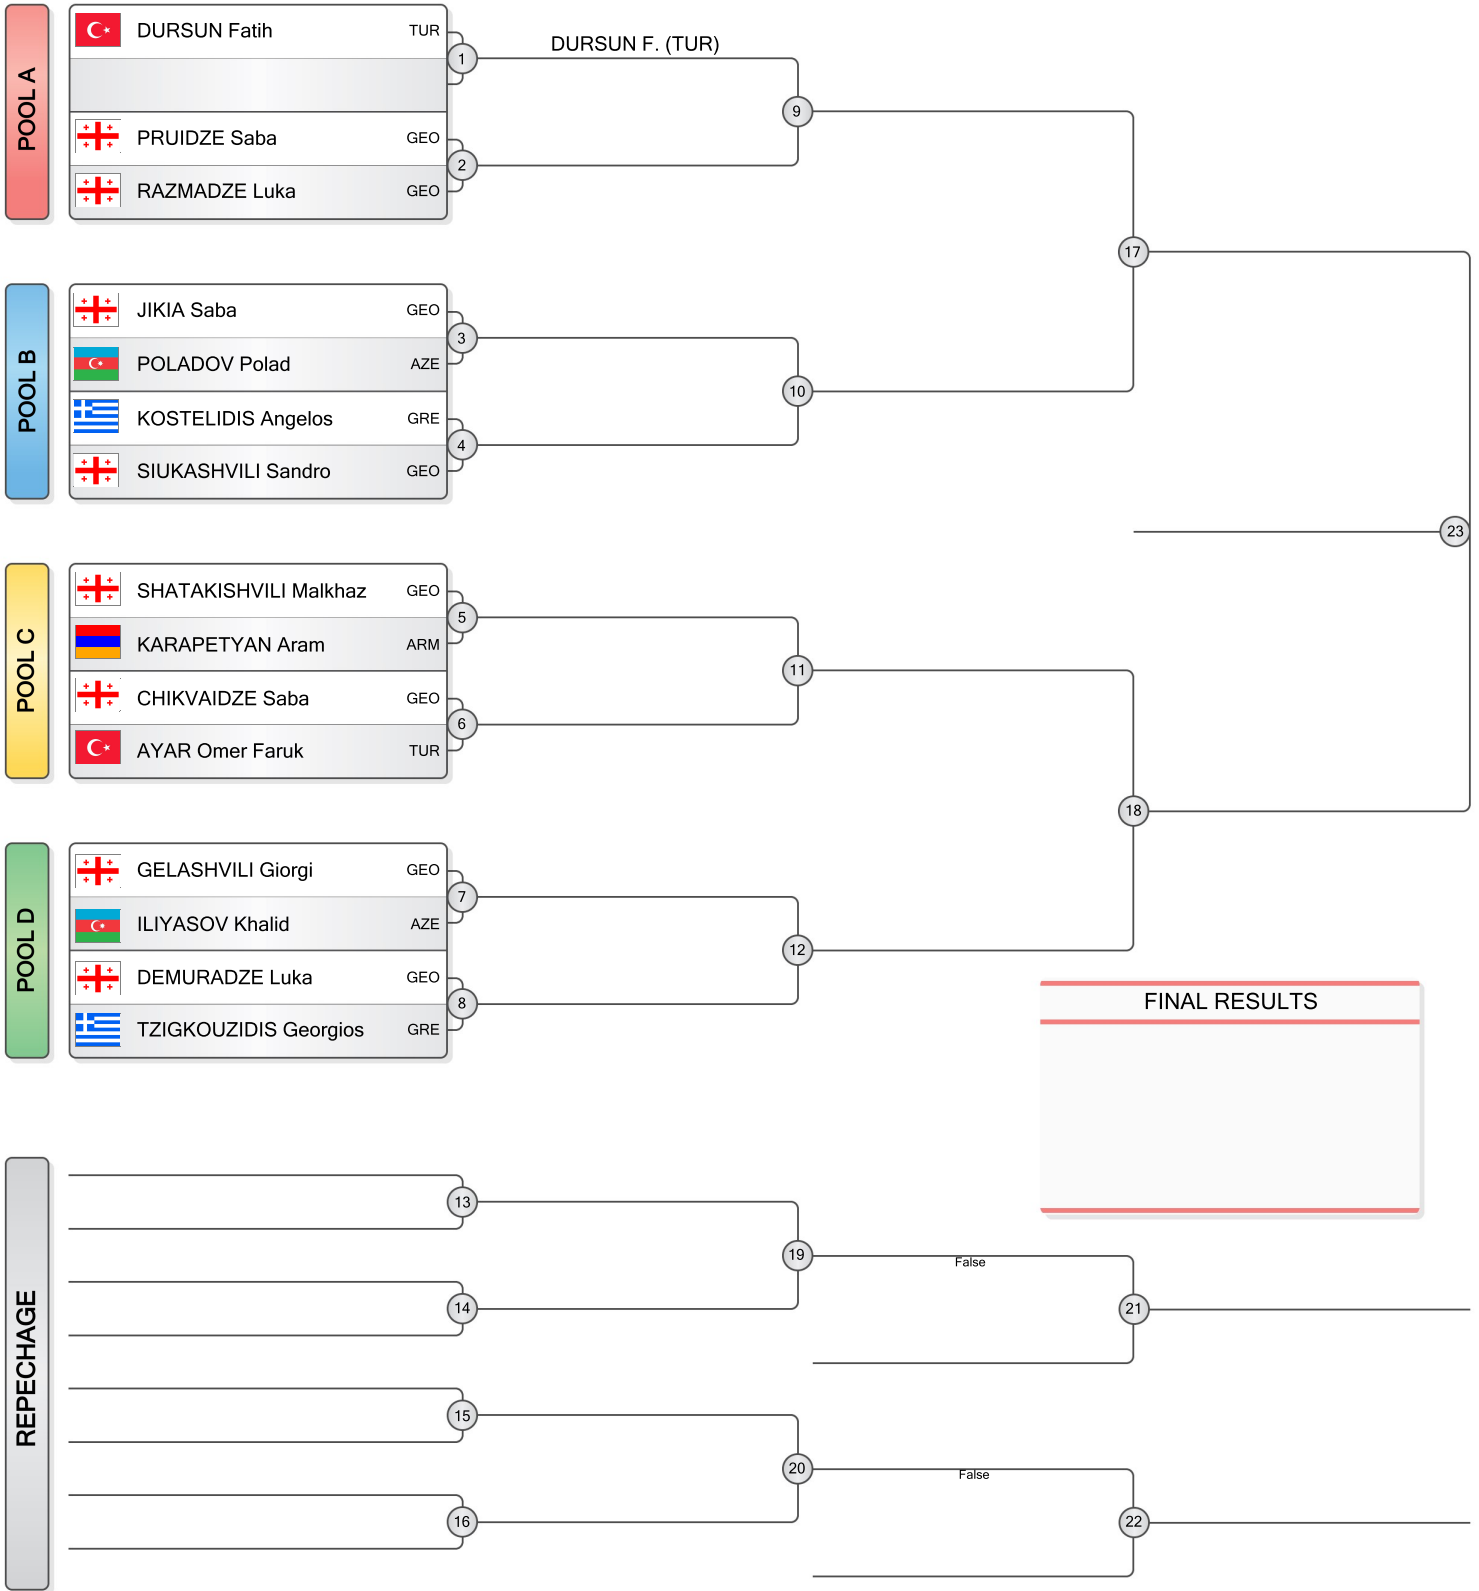 POOL A
DURSUN Fatih TUR
1
DURSUN F. (TUR)
9
PRUIDZE Saba GEO
2
RAZMADZE Luka GEO
17
POOL B
JIKIA Saba GEO
3
POLADOV Polad AZE
10
KOSTELIDIS Angelos GRE
4
SIUKASHVILI Sandro GEO
23
POOL C
SHATAKISHVILI Malkhaz GEO
5
KARAPETYAN Aram ARM
11
CHIKVAIDZE Saba GEO
6
AYAR Omer Faruk TUR
18
POOL D
GELASHVILI Giorgi GEO
7
ILIYASOV Khalid AZE
12
DEMURADZE Luka GEO
8
TZIGKOUZIDIS Georgios GRE
FINAL RESULTS
REPECHAGE
13
19
False
14
21
15
20
False
16
22